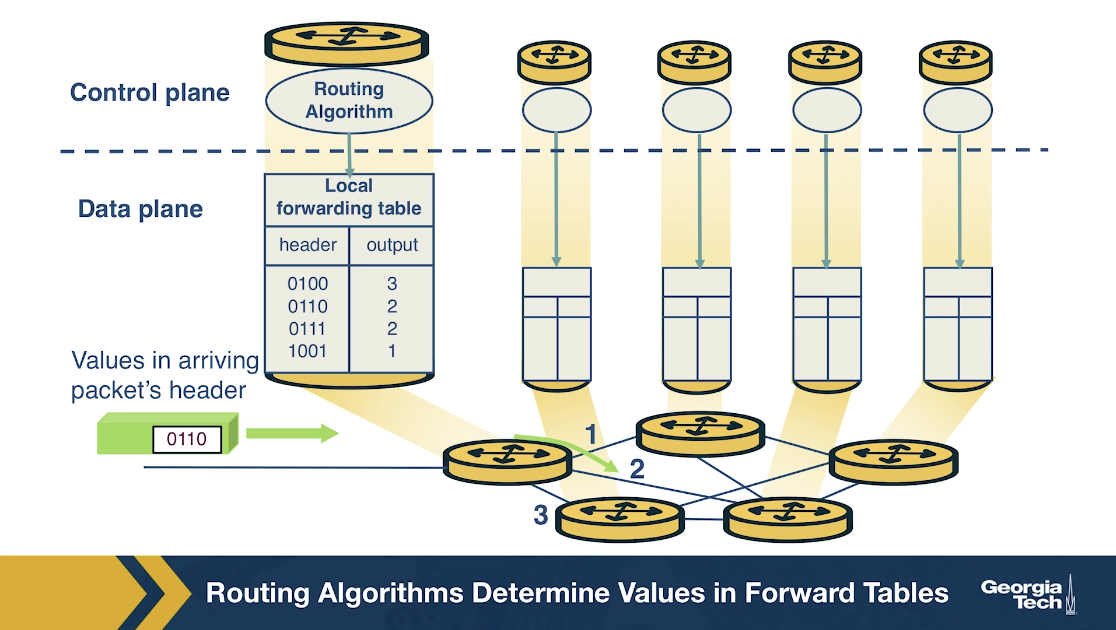 Control plane
Routing
Algorithm
Data plane
Local
forwarding table
header output
0100 3
0110 2
0111 2
1001 1
Values in arriving
packet's header
0110
1
2
3
Routing Algorithms Determine Values in Forward Tables
Georgia
Tech